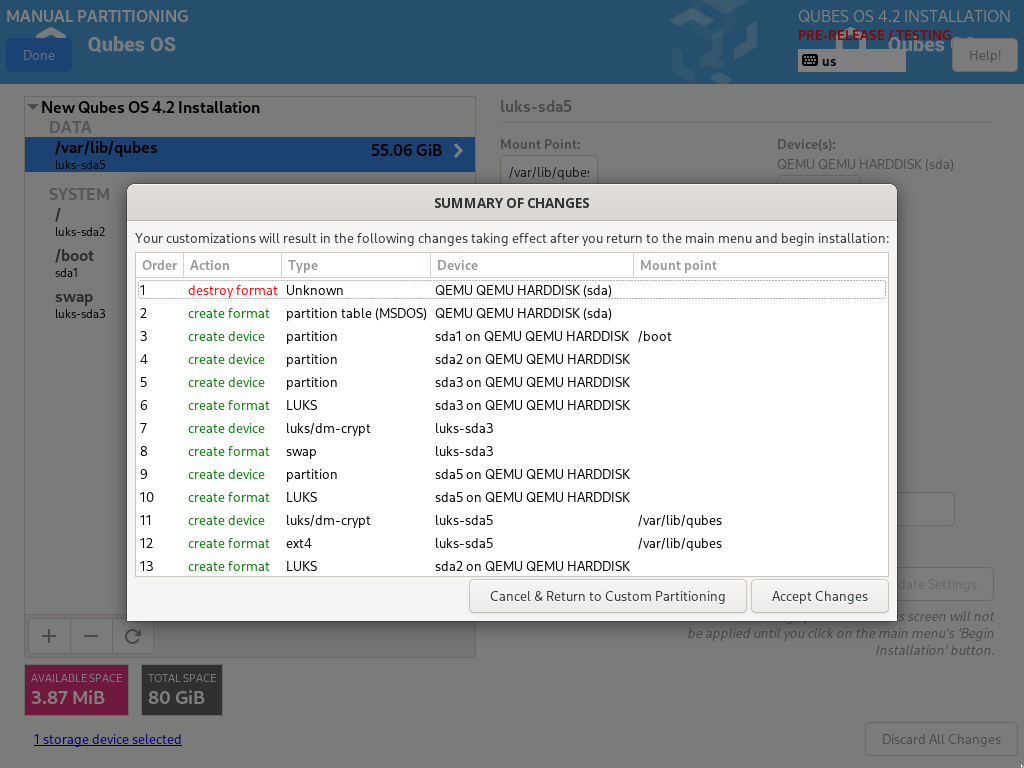 MANUAL PARTITIONING
QUBES OS 4.2 INSTALLATION
PRE-RELEASE / TESTING
Done
Qubes OS
Qubes
us
Help!
New Qubes OS 4.2 Installation
DATA
/var/lib/qubes
luks-sda5
55.06 GiB
SYSTEM
/
luks-sda2
/boot
sda1
swap
luks-sda3
luks-sda5
Mount Point:
Device(s):
/var/lib/qubes
QEMU QEMU HARDDISK (sda)
SUMMARY OF CHANGES
Your customizations will result in the following changes taking effect after you return to the main menu and begin installation:
Order Action Type Device Mount point
1 destroy format Unknown QEMU QEMU HARDDISK (sda)
2 create format partition table (MSDOS) QEMU QEMU HARDDISK (sda)
3 create device partition sda1 on QEMU QEMU HARDDISK /boot
4 create device partition sda2 on QEMU QEMU HARDDISK
5 create device partition sda3 on QEMU QEMU HARDDISK
6 create format LUKS sda3 on QEMU QEMU HARDDISK
7 create device luks/dm-crypt luks-sda3
8 create format swap luks-sda3
9 create device partition sda5 on QEMU QEMU HARDDISK
10 create format LUKS sda5 on QEMU QEMU HARDDISK
11 create device luks/dm-crypt luks-sda5 /var/lib/qubes
12 create format ext4 luks-sda5 /var/lib/qubes
13 create format LUKS sda2 on QEMU QEMU HARDDISK
Cancel & Return to Custom Partitioning
Accept Changes
date Settings
is screen will not
be applied until you click on the main menu's 'Begin
Installation' button.
AVAILABLE SPACE
3.87 MiB
TOTAL SPACE
80 GiB
1 storage device selected
Discard All Changes